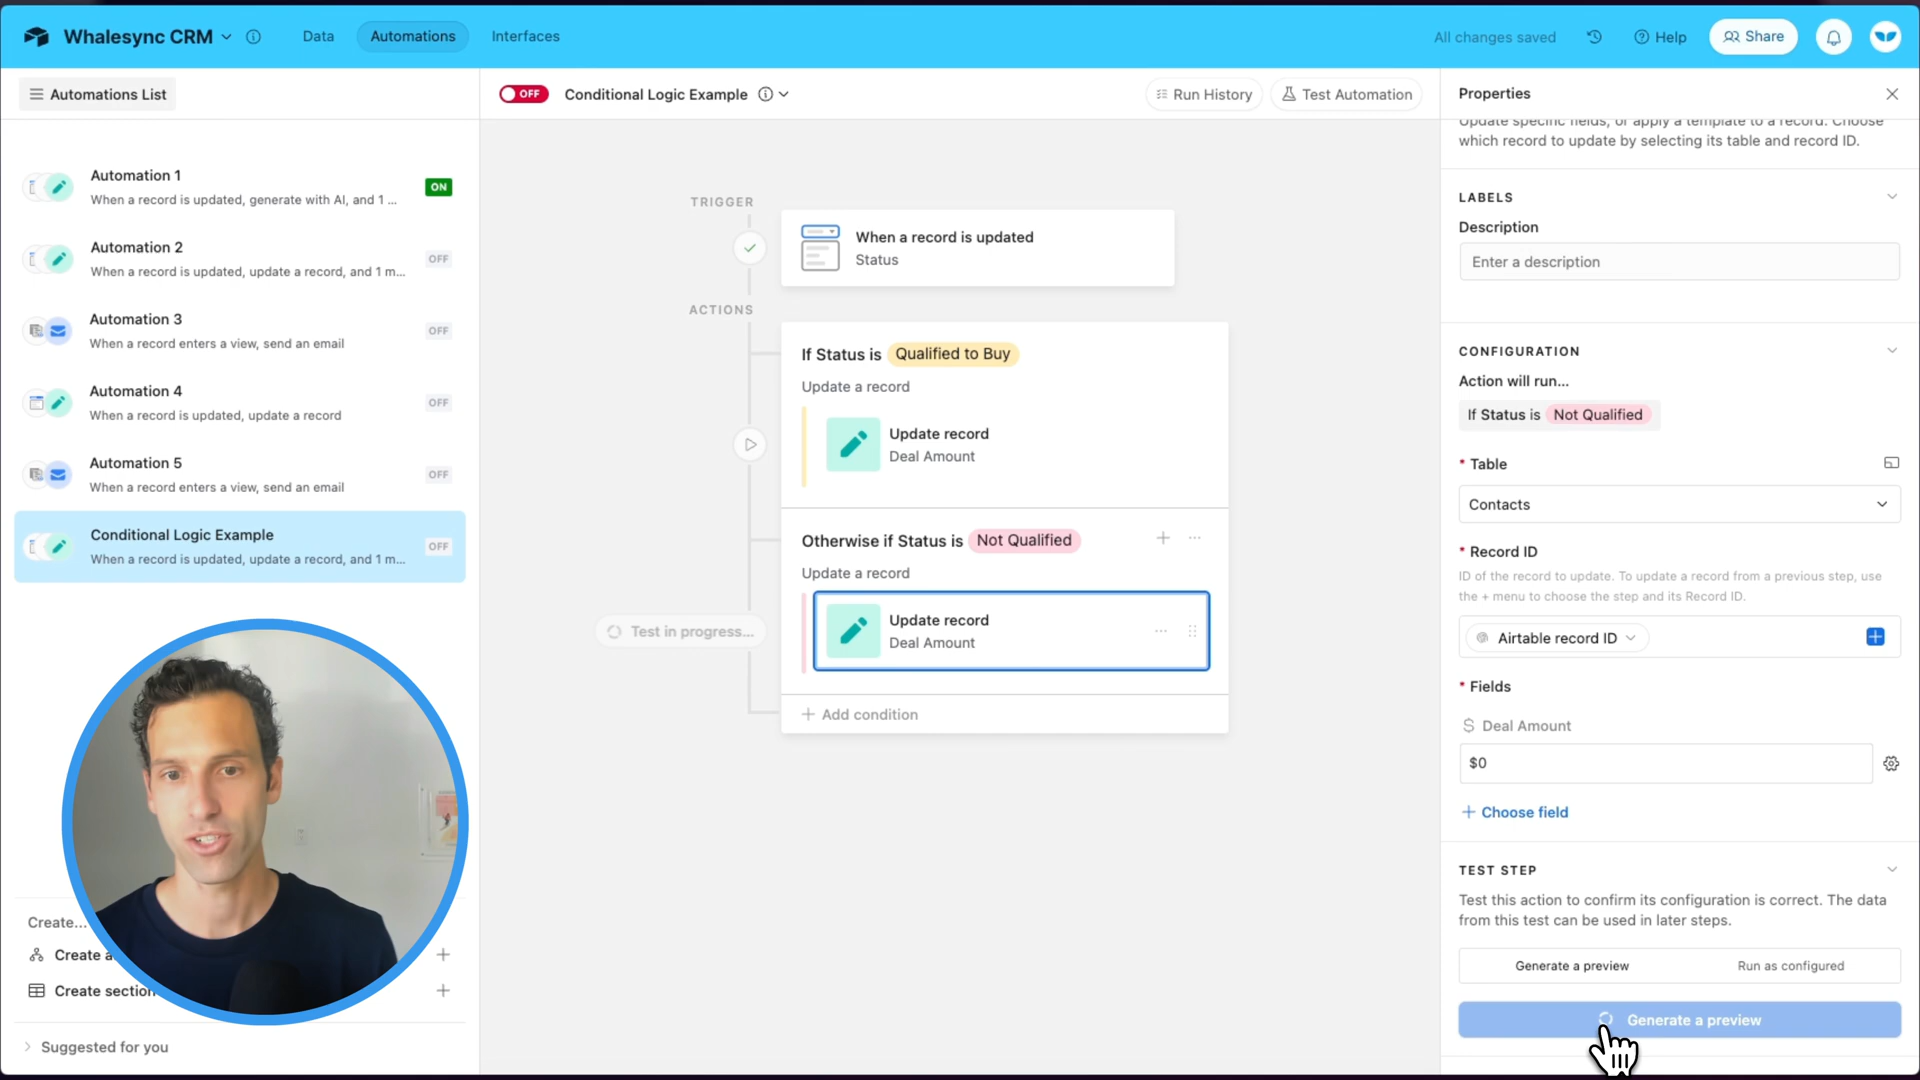 Whalesync CRM
Data
Automations
Interfaces
All changes saved
Help
Share
Automations List
OFF
Conditional Logic Example
Run History
Test Automation
Properties
Update specific fields, or apply a template to a record. Choose
which record to update by selecting its table and record ID.
Automation 1
When a record is updated, generate with AI, and 1 ...
ON
Automation 2
When a record is updated, update a record, and 1 m...
OFF
Automation 3
When a record enters a view, send an email
OFF
Automation 4
When a record is updated, update a record
OFF
Automation 5
When a record enters a view, send an email
OFF
Conditional Logic Example
When a record is updated, update a record, and 1 m...
OFF
Create...
Create a
Create section
Suggested for you
TRIGGER
When a record is updated
Status
ACTIONS
If Status is Qualified to Buy
Update a record
Update record
Deal Amount
Otherwise if Status is Not Qualified
Update a record
Test in progress...
Update record
Deal Amount
Add condition
LABELS
Description
Enter a description
CONFIGURATION
Action will run...
If Status is Not Qualified
* Table
Contacts
* Record ID
ID of the record to update. To update a record from a previous step, use
the + menu to choose the step and its Record ID.
Airtable record ID
* Fields
Deal Amount
$0
+ Choose field
TEST STEP
Test this action to confirm its configuration is correct. The data
from this test can be used in later steps.
Generate a preview
Run as configured
Generate a preview